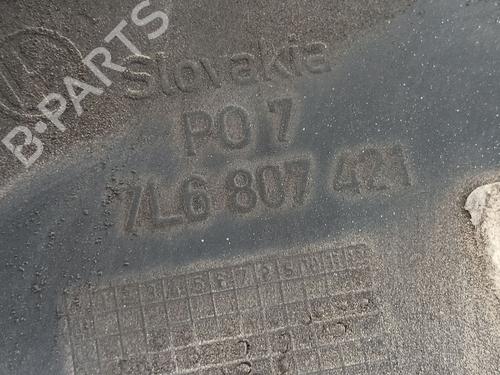 B-PARTS
Slovakia
PO 7
7L6 807 421